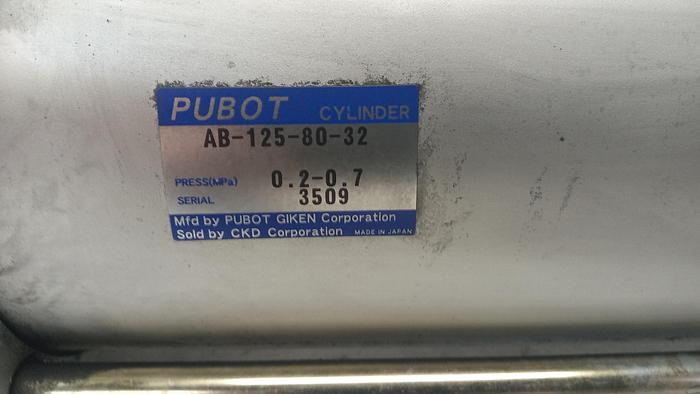 PUBOT CYLINDER
AB-125-80-32
PRESS(MPa) 0.2-0.7
SERIAL 3509
Mfd by PUBOT GIKEN Corporation
Sold by CKD Corporation MADE IN JAPAN